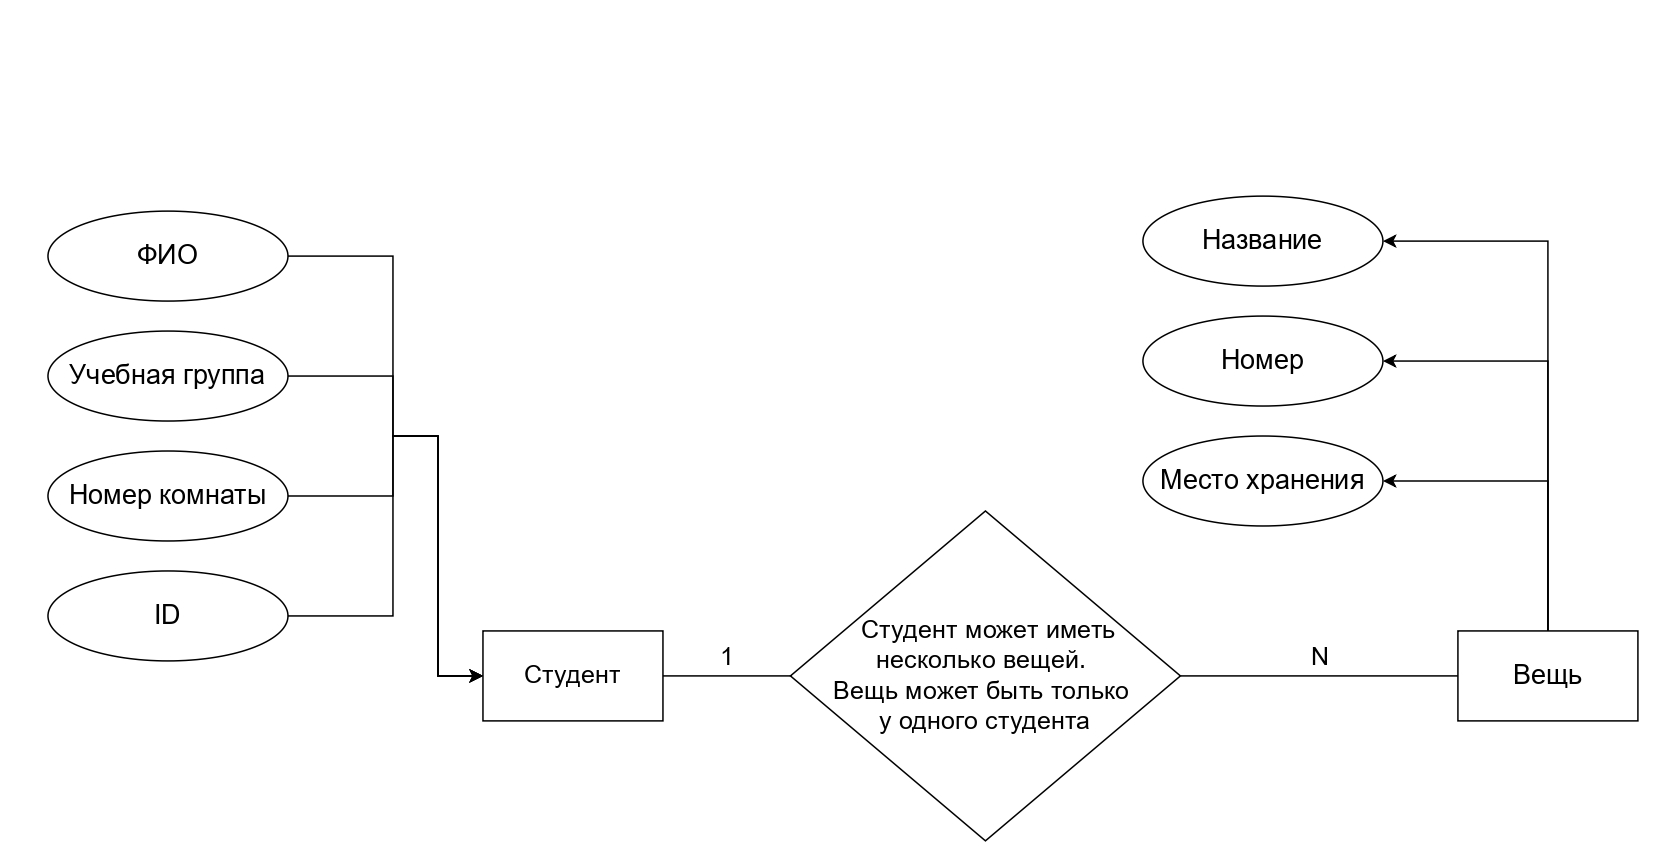 ФИО
Учебная группа
Номер комнаты
ID
Студент
1
Студент может иметь
несколько вещей.
Вещь может быть только
у одного студента
N
Название
Номер
Место хранения
Вещь